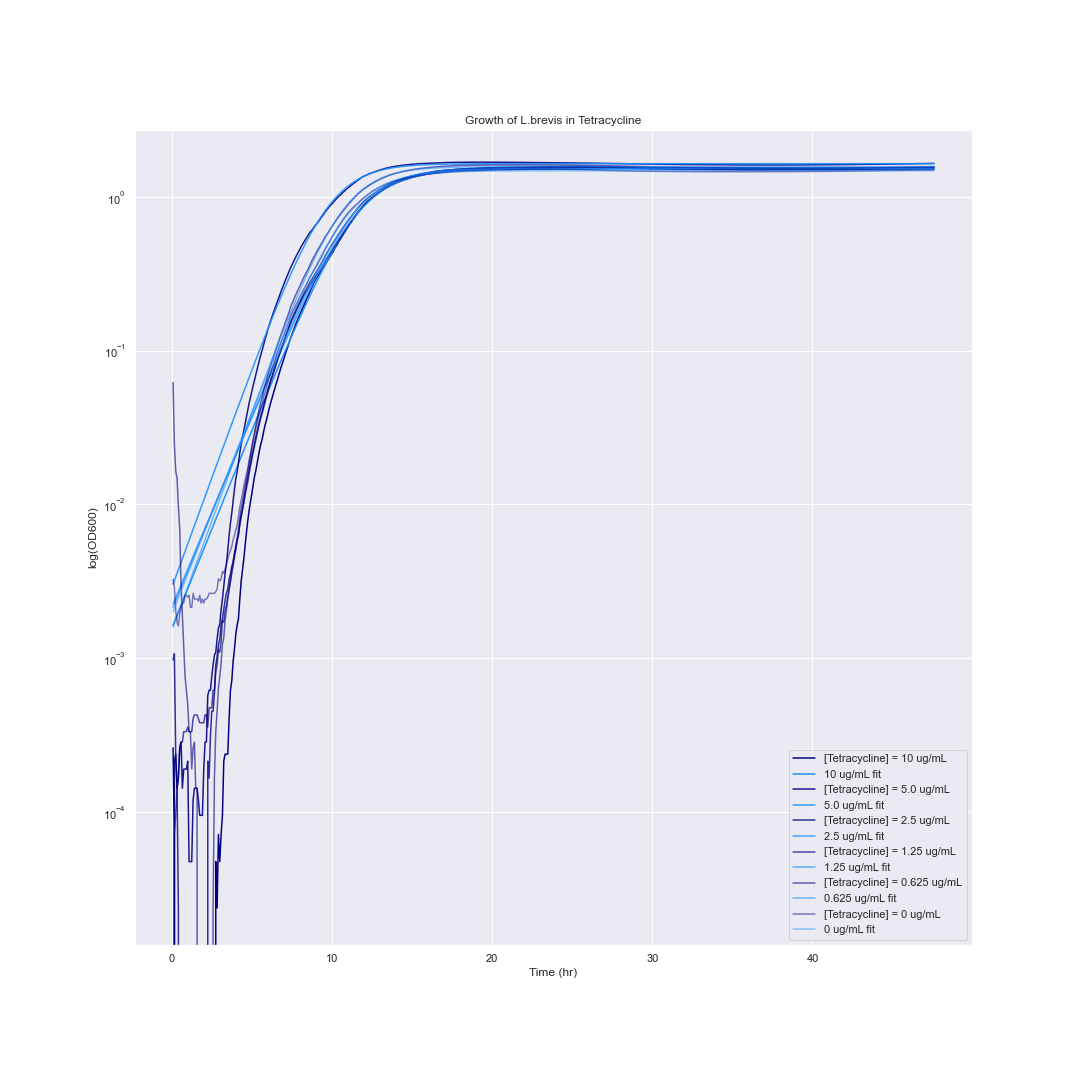 Growth of L.brevis in Tetracycline
log(OD600)
10⁰
10⁻¹
10⁻²
10⁻³
10⁻⁴
[Tetracycline] = 10 ug/mL
10 ug/mL fit
[Tetracycline] = 5.0 ug/mL
5.0 ug/mL fit
[Tetracycline] = 2.5 ug/mL
2.5 ug/mL fit
[Tetracycline] = 1.25 ug/mL
1.25 ug/mL fit
[Tetracycline] = 0.625 ug/mL
0.625 ug/mL fit
[Tetracycline] = 0 ug/mL
0 ug/mL fit
0 10 20 30 40
Time (hr)